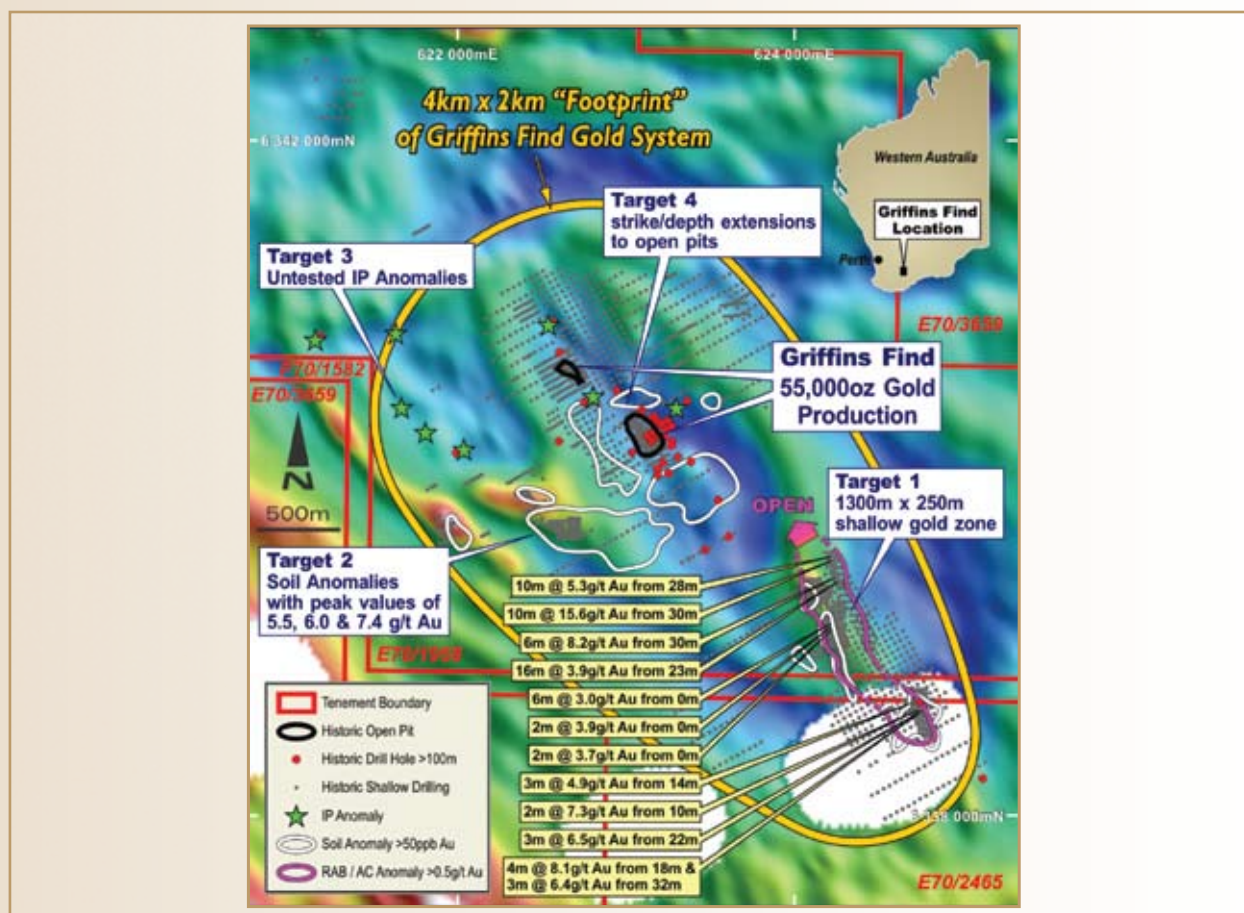 622 000mE
624 000mE
4km x 2km "Footprint"
of Griffins Find Gold System
6 342 000mN
Western Australia
Griffins Find
Location
Perth
Target 4
strike/depth extensions
to open pits
Target 3
Untested IP Anomalies
E70/3659
E70/1582
E70/3659
Griffins Find
55,000oz Gold
Production
N
500m
Target 1
1300m x 250m
shallow gold zone
OPEN
Target 2
Soil Anomalies
with peak values of
5.5, 6.0 & 7.4 g/t Au
10m @ 5.3g/t Au from 28m
10m @ 15.6g/t Au from 30m
6m @ 8.2g/t Au from 30m
16m @ 3.9g/t Au from 23m
6m @ 3.0g/t Au from 0m
2m @ 3.9g/t Au from 0m
2m @ 3.7g/t Au from 0m
3m @ 4.9g/t Au from 14m
2m @ 7.3g/t Au from 10m
3m @ 6.5g/t Au from 22m
4m @ 8.1g/t Au from 18m &
3m @ 6.4g/t Au from 32m
Tenement Boundary
Historic Open Pit
Historic Drill Hole >100m
Historic Shallow Drilling
IP Anomaly
Soil Anomaly >50ppb Au
RAB / AC Anomaly >0.5g/t Au
6 338 000mN
E70/2465